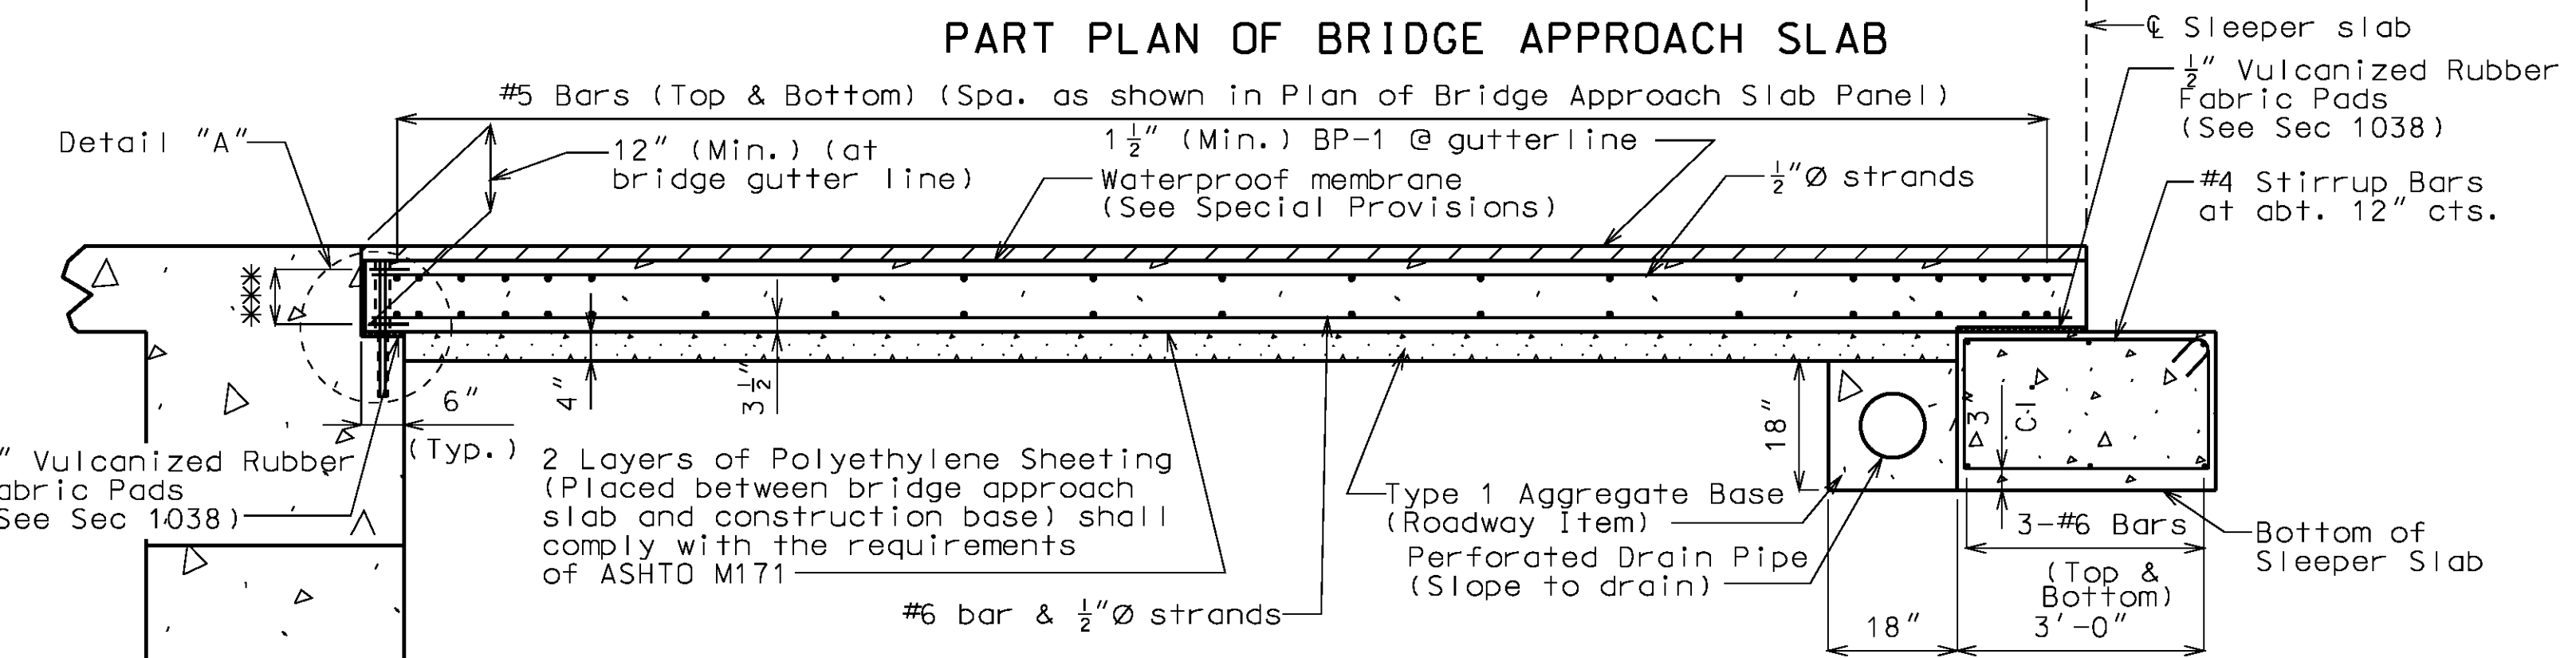 PART PLAN OF BRIDGE APPROACH SLAB
℄ Sleeper slab
#5 Bars (Top & Bottom) (Spa. as shown in Plan of Bridge Approach Slab Panel)
½" Vulcanized Rubber
Fabric Pads
(See Sec 1038)
Detail "A"
12" (Min.) (at
bridge gutter line)
1½" (Min.) BP-1 @ gutterline
Waterproof membrane
(See Special Provisions)
½"Ø strands
#4 Stirrup Bars
at abt. 12" cts.
***
6"
(Typ.)
4"
3½"
18"
3
Cl.
" Vulcanized Rubber
abric Pads
See Sec 1038)
2 Layers of Polyethylene Sheeting
(Placed between bridge approach
slab and construction base) shall
comply with the requirements
of ASHTO M171
#6 bar & ½"Ø strands
Type 1 Aggregate Base
(Roadway Item)
Perforated Drain Pipe
(Slope to drain)
3-#6 Bars
(Top &
Bottom)
Bottom of
Sleeper Slab
18"
3'-0"